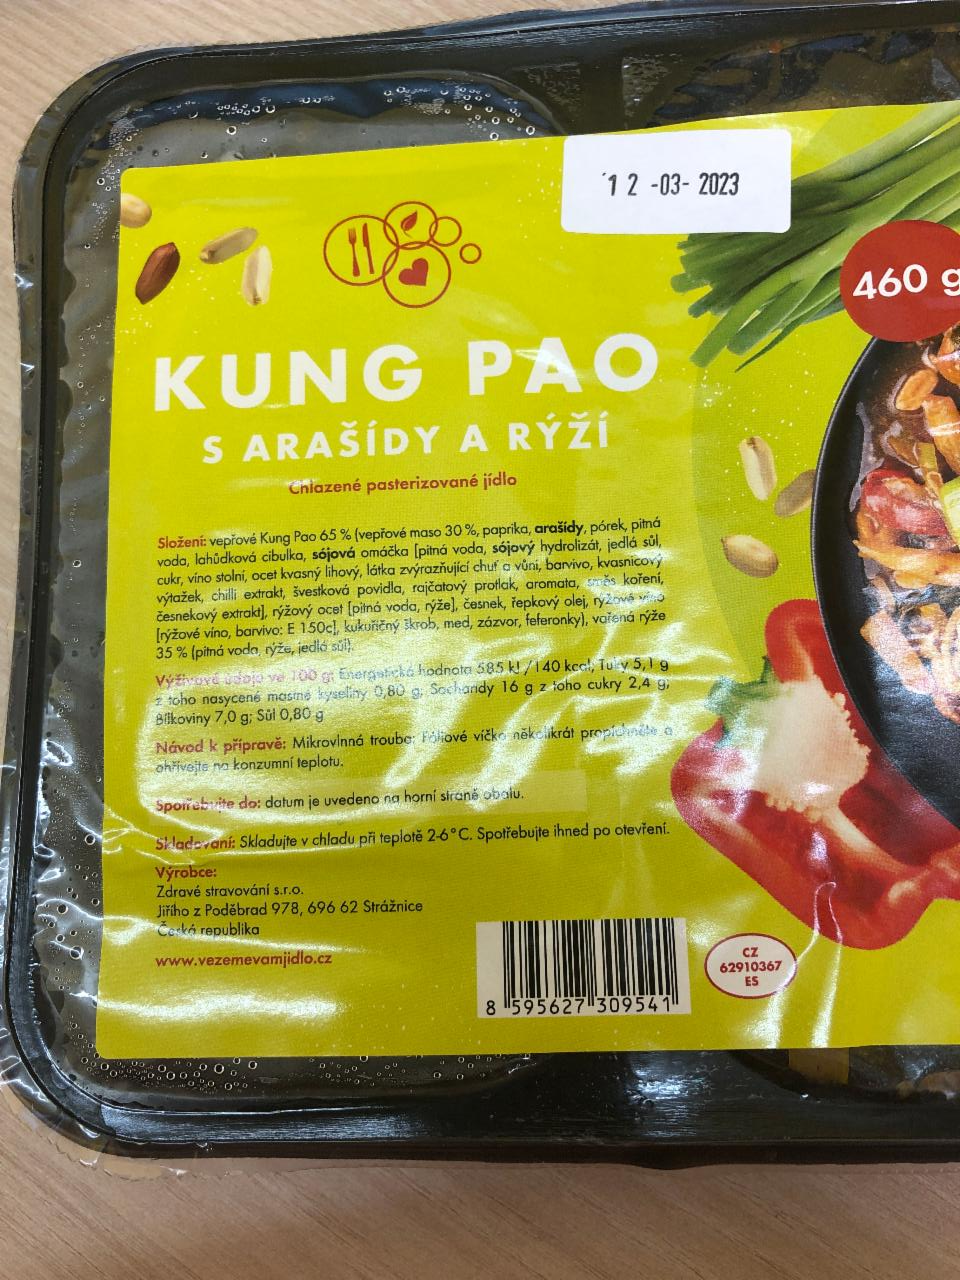 12 -03- 2023
460 g
KUNG PAO
S ARAŠÍDY A RÝŽÍ
Chlazené pasterizované jídlo
Složení: vepřové Kung Pao 65 % (vepřové maso 30 %, paprika, arašídy, pórek, pitná
voda, lahůdková cibulka, sójová omáčka [pitná voda, sójový hydrolizát, jedlá sůl,
cukr, víno stolní, ocet kvasný lihový, látka zvýrazňující chuť a vůni, barvivo, kvasnicový
výtažek, chilli extrakt, švestková povidla, rajčatový protlak, aromata, směs koření,
česnekový extrakt], rýžový ocet [pitná voda, rýže], česnek, řepkový olej, rýžové víno
[rýžové víno, barvivo: E 150c], kukuřičný škrob, med, zázvor, feferonky), vařená rýže
35 % (pitná voda, rýže, jedlá sůl).
Výživové údaje ve 100 g: Energetická hodnota 585 kJ /140 kcal; Tuky 5,1 g
z toho nasycené mastné kyseliny 0,80 g; Sacharidy 16 g z toho cukry 2,4 g;
Bílkoviny 7,0 g; Sůl 0,80 g
Návod k přípravě: Mikrovlnná trouba: Fóliové víčko několikrát propíchněte a
ohřívejte na konzumní teplotu.
Spotřebujte do: datum je uvedeno na horní straně obalu.
Skladování: Skladujte v chladu při teplotě 2-6°C. Spotřebujte ihned po otevření.
Výrobce:
Zdravé stravování s.r.o.
Jiřího z Poděbrad 978, 696 62 Strážnice
Česká republika
www.vezemevamjidlo.cz
8 595627 309541
CZ
62910367
ES